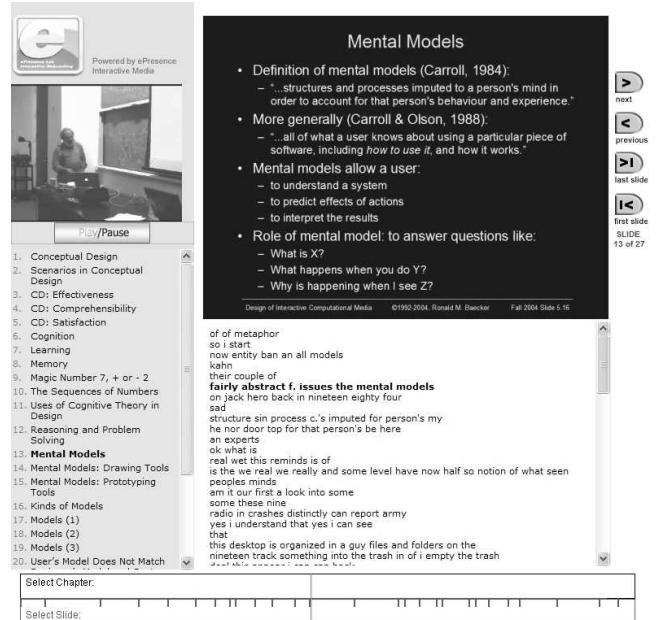 Powered by ePresence
Interactive Media
Play/Pause
1. Conceptual Design
2. Scenarios in Conceptual
Design
3. CD: Effectiveness
4. CD: Comprehensibility
5. CD: Satisfaction
6. Cognition
7. Learning
8. Memory
9. Magic Number 7, + or - 2
10. The Sequences of Numbers
11. Uses of Cognitive Theory in
Design
12. Reasoning and Problem
Solving
13. Mental Models
14. Mental Models: Drawing Tools
15. Mental Models: Prototyping
Tools
16. Kinds of Models
17. Models (1)
18. Models (2)
19. Models (3)
20. User's Model Does Not Match
Mental Models
• Definition of mental models (Carroll, 1984):
– "...structures and processes imputed to a person's mind in
order to account for that person's behaviour and experience."
• More generally (Carroll & Olson, 1988):
– "...all of what a user knows about using a particular piece of
software, including how to use it, and how it works."
• Mental models allow a user:
– to understand a system
– to predict effects of actions
– to interpret the results
• Role of mental model: to answer questions like:
– What is X?
– What happens when you do Y?
– Why is happening when I see Z?
Design of Interactive Computational Media ©1992-2004, Ronald M. Baecker Fall 2004 Slide 5.16
next
previous
last slide
first slide
SLIDE
13 of 27
of of metaphor
so i start
now entity ban an all models
kahn
their couple of
fairly abstract f. issues the mental models
on jack hero back in nineteen eighty four
sad
structure sin process c.'s imputed for person's my
he nor door top for that person's be here
an experts
ok what is
real wet this reminds is of
is the we real we really and some level have now half so notion of what seen
peoples minds
am it our first a look into some
some these nine
radio in crashes distinctly can report army
yes i understand that yes i can see
that
this desktop is organized in a guy files and folders on the
nineteen track something into the trash in of i empty the trash
Select Chapter:
Select Slide: